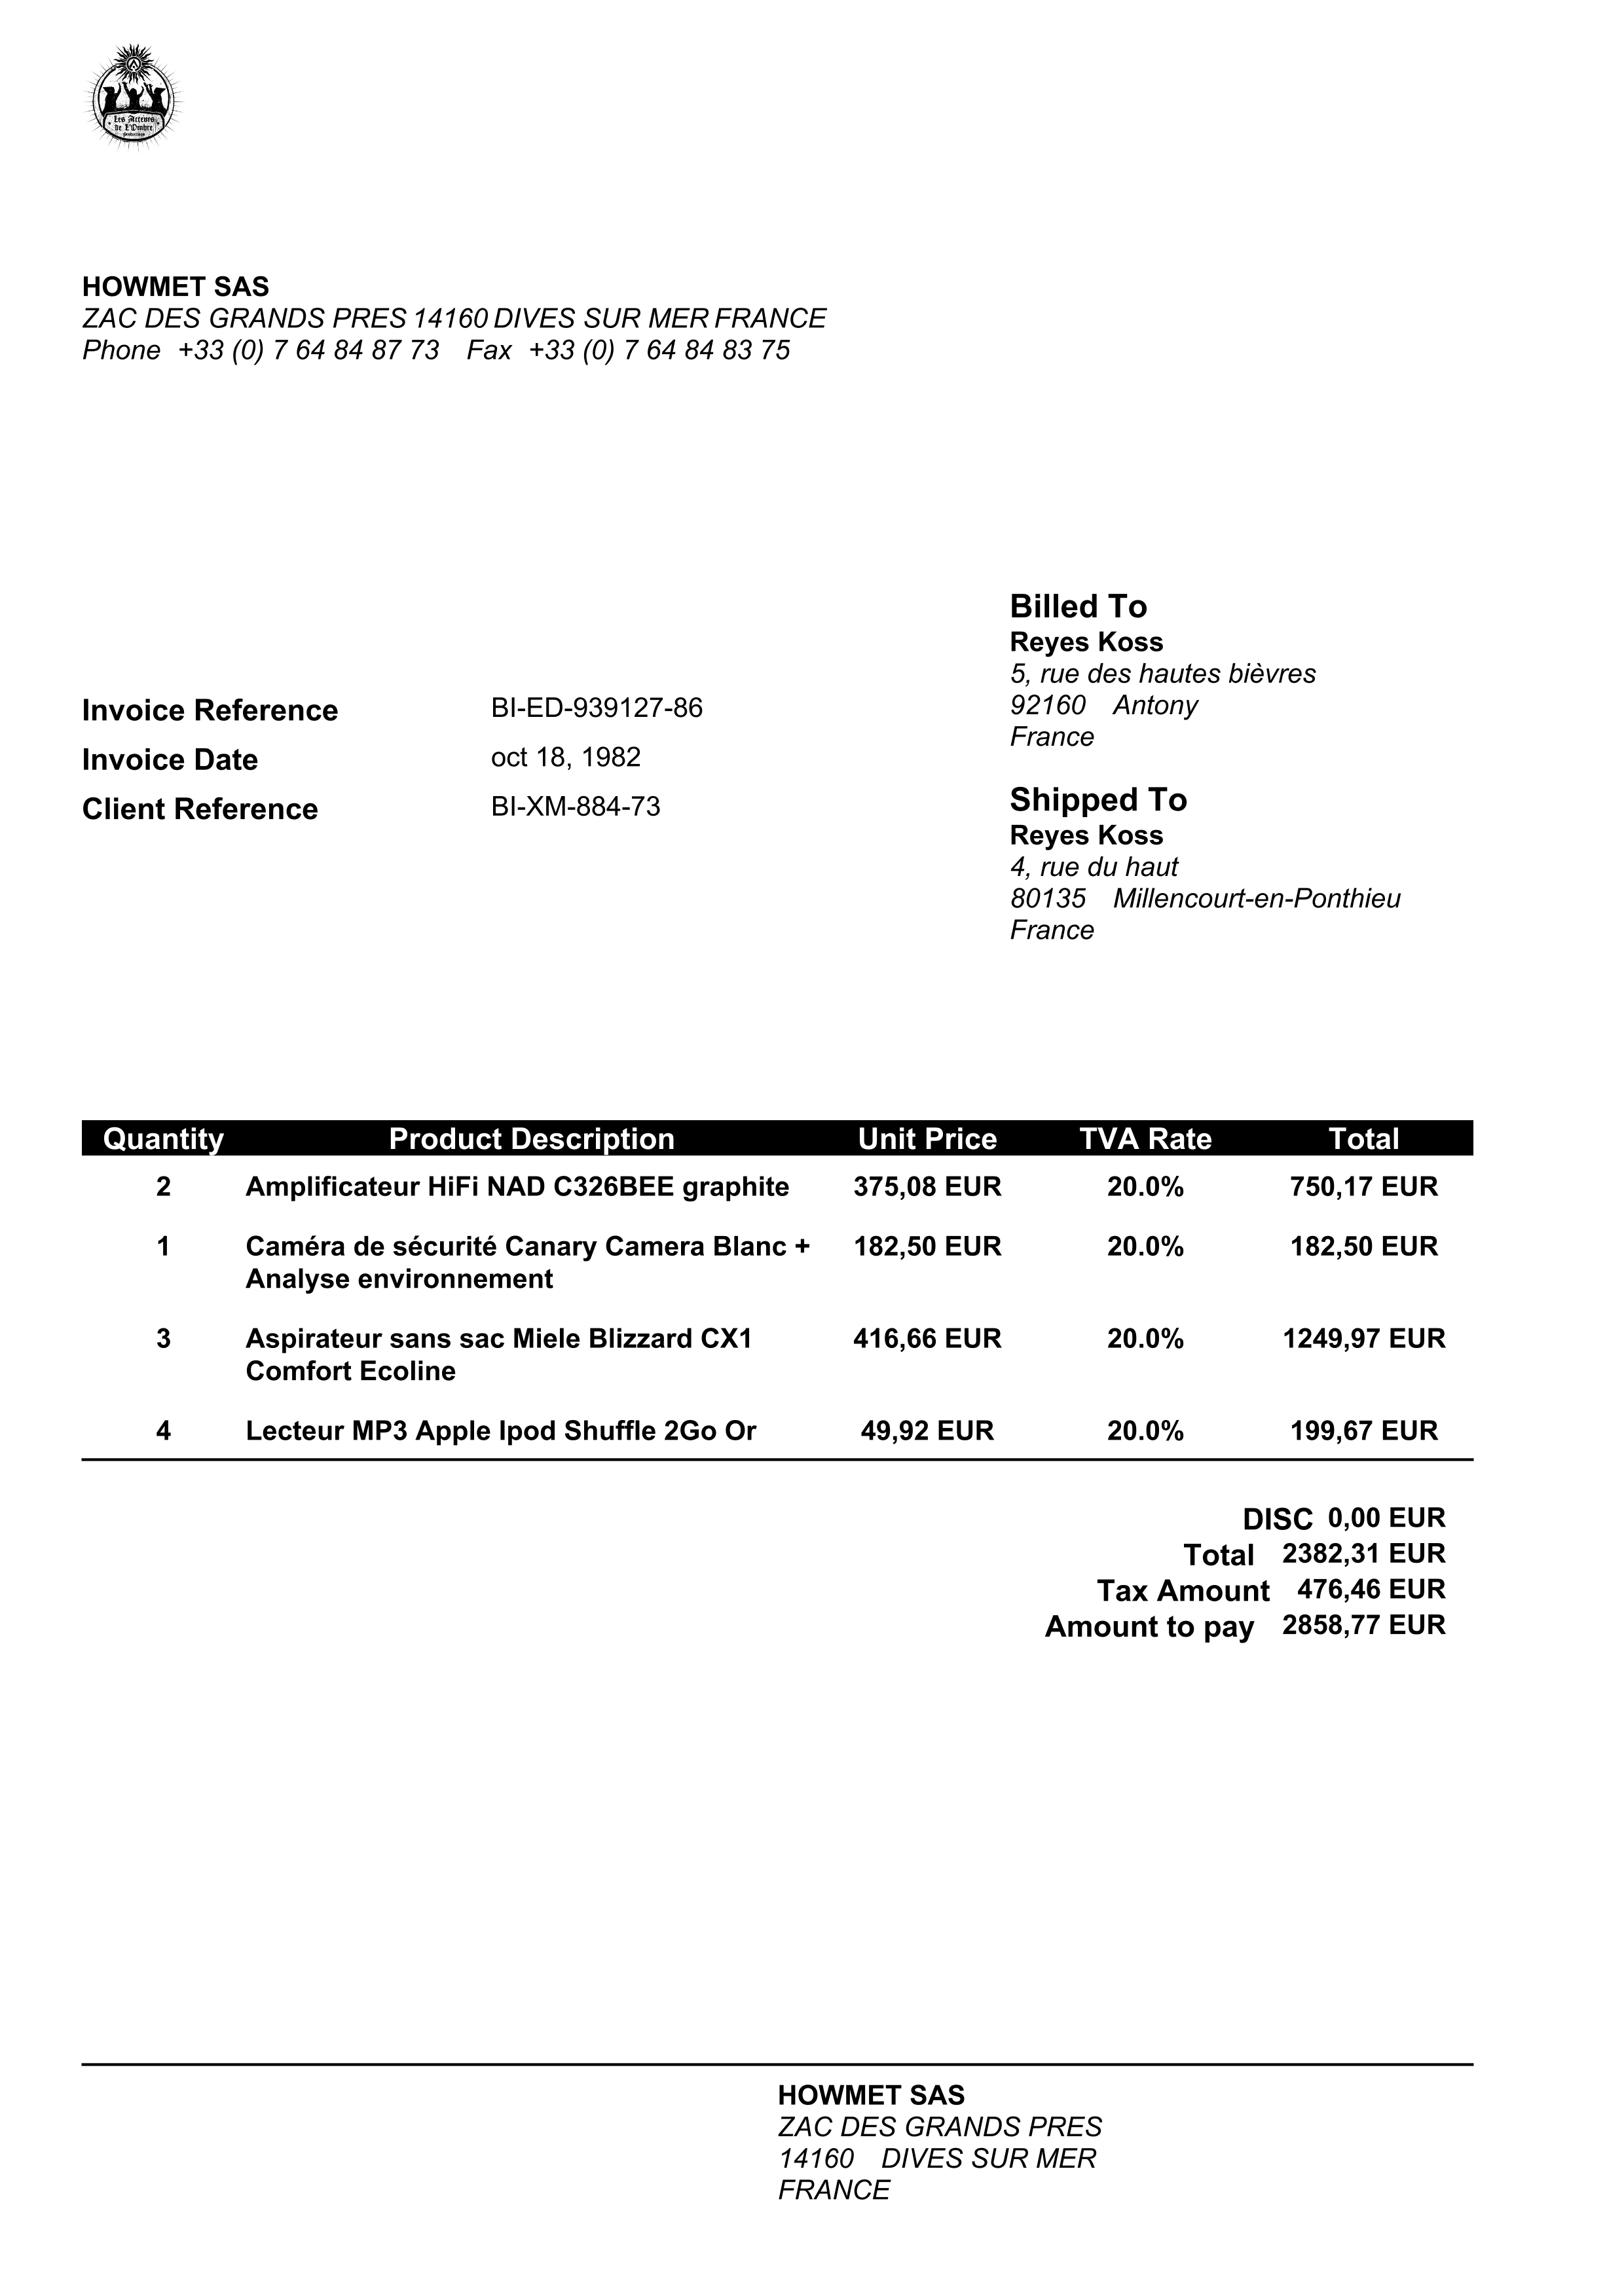 Les Acteurs
de L'Ombre
Productions
HOWMET SAS
ZAC DES GRANDS PRES 14160 DIVES SUR MER FRANCE
Phone +33 (0) 7 64 84 87 73 Fax +33 (0) 7 64 84 83 75
Billed To
Reyes Koss
5, rue des hautes bièvres
92160 Antony
France
Invoice Reference BI-ED-939127-86
Invoice Date oct 18, 1982
Client Reference BI-XM-884-73
Shipped To
Reyes Koss
4, rue du haut
80135 Millencourt-en-Ponthieu
France
Quantity Product Description Unit Price TVA Rate Total
2 Amplificateur HiFi NAD C326BEE graphite 375,08 EUR 20.0% 750,17 EUR
1 Caméra de sécurité Canary Camera Blanc + 182,50 EUR 20.0% 182,50 EUR
Analyse environnement
3 Aspirateur sans sac Miele Blizzard CX1 416,66 EUR 20.0% 1249,97 EUR
Comfort Ecoline
4 Lecteur MP3 Apple Ipod Shuffle 2Go Or 49,92 EUR 20.0% 199,67 EUR
DISC 0,00 EUR
Total 2382,31 EUR
Tax Amount 476,46 EUR
Amount to pay 2858,77 EUR
HOWMET SAS
ZAC DES GRANDS PRES
14160 DIVES SUR MER
FRANCE